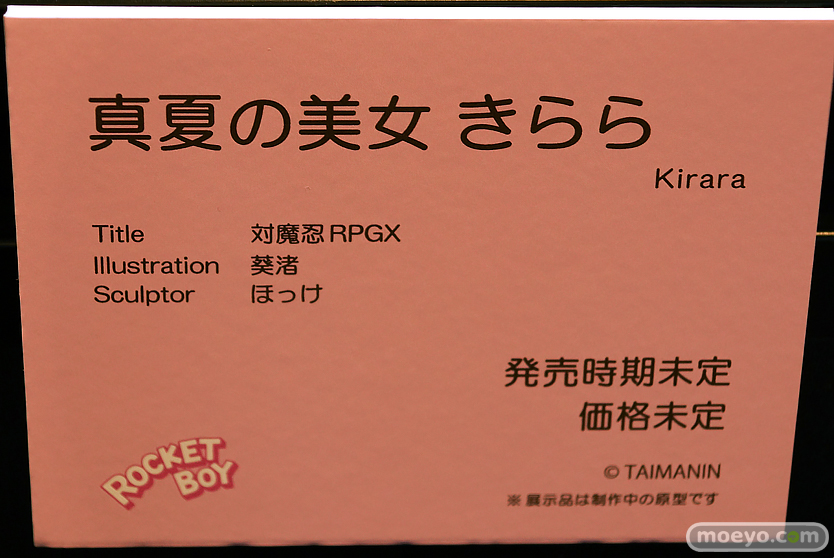 真夏の美女 きらら
Kirara
Title 対魔忍RPGX
Illustration 葵渚
Sculptor ほっけ
発売時期未定
価格未定
© TAIMANIN
※展示品は制作中の原型です
ROCKET
BOY
moeyo.com